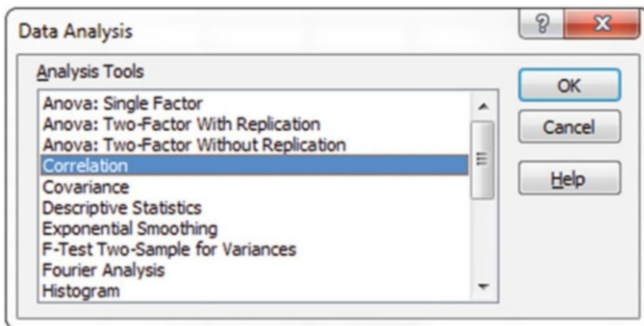 Data Analysis
?
X
Analysis Tools
Anova: Single Factor
Anova: Two-Factor With Replication
Anova: Two-Factor Without Replication
Correlation
Covariance
Descriptive Statistics
Exponential Smoothing
F-Test Two-Sample for Variances
Fourier Analysis
Histogram
OK
Cancel
Help